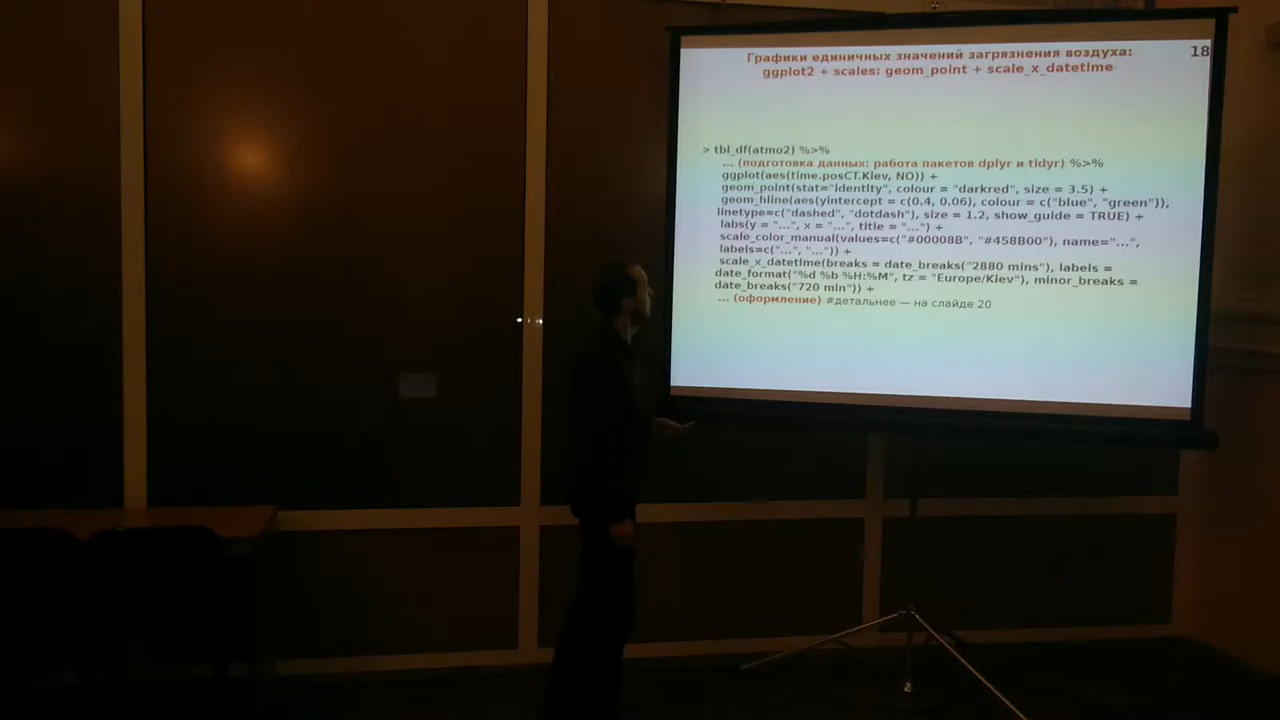 Графики единичных значений загрязнения воздуха:
18
ggplot2 + scales: geom_point + scale_x_datetime
> tbl_df(atmo2) %>%
... (подготовка данных: работа пакетов dplyr и tidyr) %>%
ggplot(aes(time.posCT.Kiev, NO)) +
geom_point(stat="identity", colour = "darkred", size = 3.5) +
geom_hline(aes(yintercept = c(0.4, 0.06), colour = c("blue", "green")),
linetype=c("dashed", "dotdash"), size = 1.2, show_guide = TRUE) +
labs(y = "...", x = "...", title = "...") +
scale_color_manual(values=c("#00008B", "#458B00"), name="...",
labels=c("...", "...")) +
scale_x_datetime(breaks = date_breaks("2880 mins"), labels =
date_format("%d %b %H:%M", tz = "Europe/Kiev"), minor_breaks =
date_breaks("720 min")) +
... (оформление) #детальнее — на слайде 20